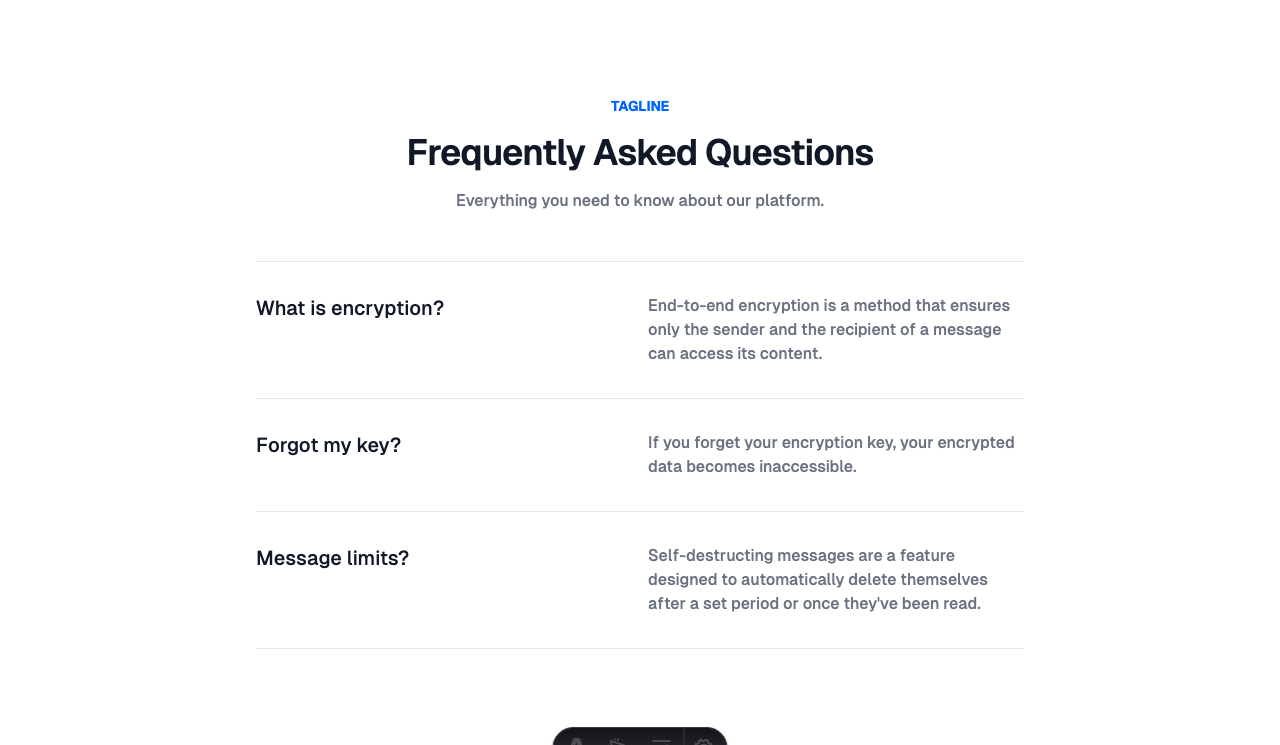 TAGLINE
Frequently Asked Questions
Everything you need to know about our platform.
What is encryption?
End-to-end encryption is a method that ensures
only the sender and the recipient of a message
can access its content.
Forgot my key?
If you forget your encryption key, your encrypted
data becomes inaccessible.
Message limits?
Self-destructing messages are a feature
designed to automatically delete themselves
after a set period or once they've been read.